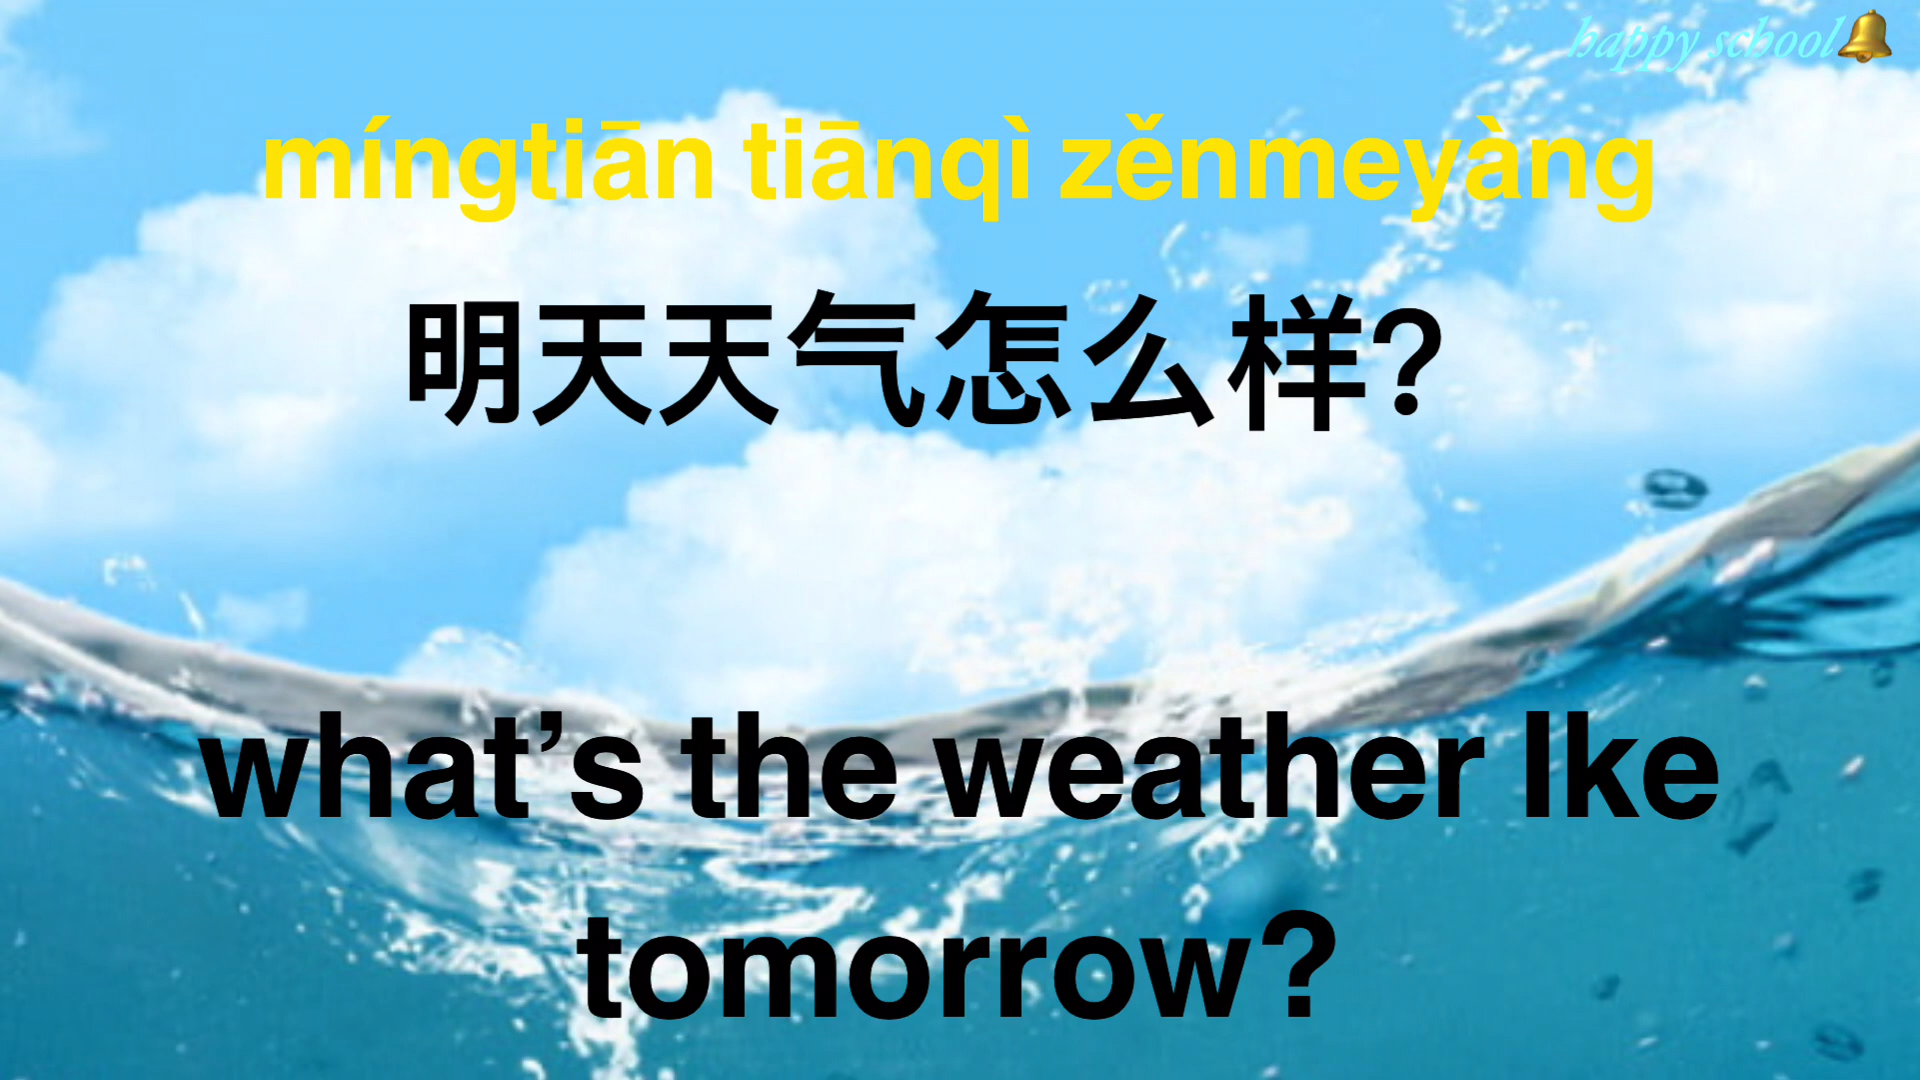 happy school🔔
míngtiān tiānqì zěnmeyàng
明天天气怎么样?
what’s the weather lke
tomorrow?